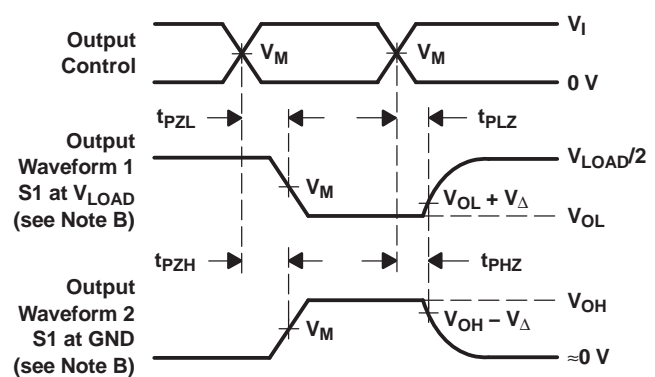 Output
Control
V_M
V_M
V_I
0 V
t_PZL
t_PLZ
Output
Waveform 1
S1 at V_LOAD
(see Note B)
V_M
V_OL + V_Δ
V_LOAD/2
V_OL
t_PZH
t_PHZ
Output
Waveform 2
S1 at GND
(see Note B)
V_M
V_OH – V_Δ
V_OH
≈0 V